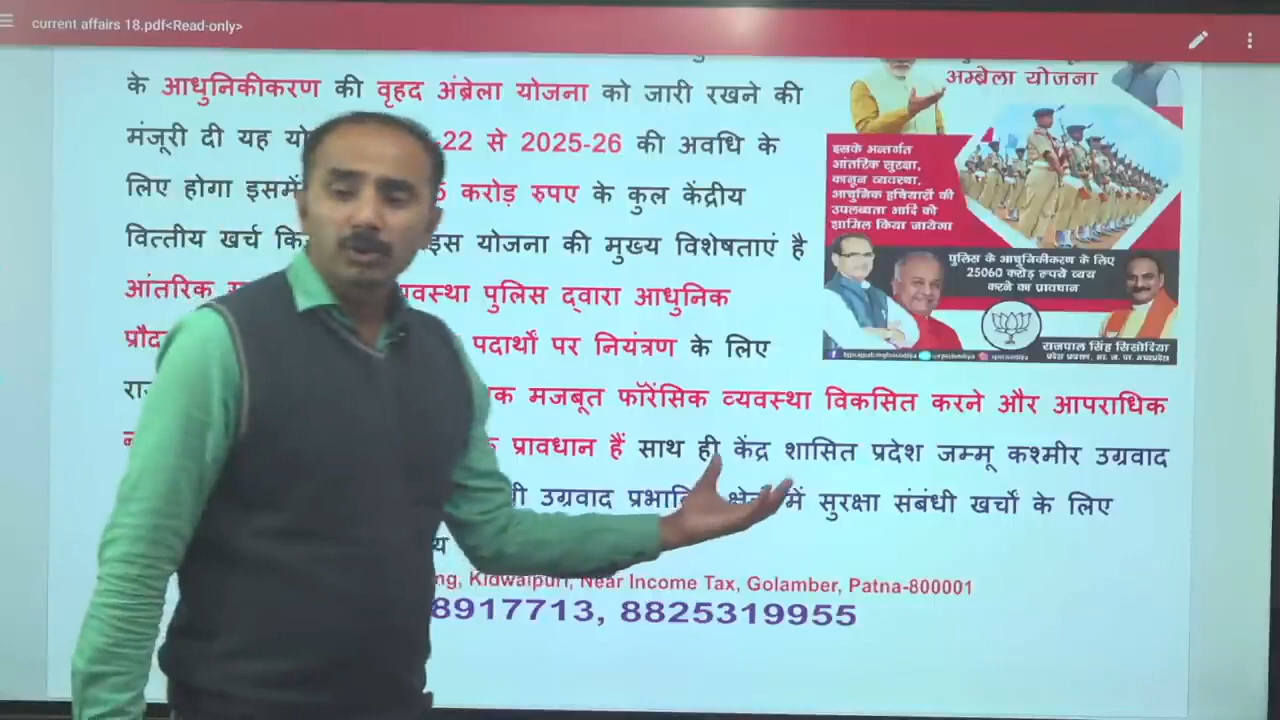 current affairs 18.pdf<Read-only>
के आधुनिकीकरण की वृहद अंब्रेला योजना को जारी रखने की
मंजूरी दी यह -22 से 2025-26 की अवधि के
लिए होगा इसमें करोड़ रुपए के कुल केंद्रीय
वित्तीय खर्च इस योजना की मुख्य विशेषताएं है
आंतरिक पुलिस द्वारा आधुनिक
पदार्थों पर नियंत्रण के लिए
मजबूत फॉरेंसिक व्यवस्था विकसित करने और आपराधिक
प्रावधान हैं साथ ही केंद्र शासित प्रदेश जम्मू कश्मीर उग्रवाद
उग्रवाद में सुरक्षा संबंधी खर्चों के लिए
Kidwaipuri, Near Income Tax, Golamber, Patna-800001
8917713, 8825319955
अम्ब्रेला योजना
इसके अन्तर्गत
आंतरिक सुरक्षा,
कानून व्यवस्था,
आधुनिक हथियारों की
उपलब्धता आदि को
शामिल किया जायेगा
पुलिस के आधुनिकीकरण के लिए
25060 करोड़ रुपये व्यय
करने का प्रावधान
राजपाल सिंह सिसोदिया